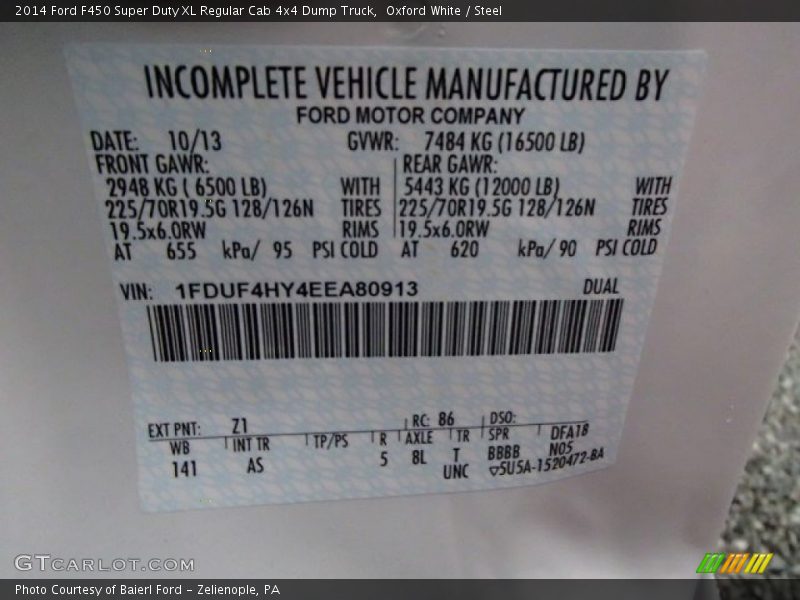 2014 Ford F450 Super Duty XL Regular Cab 4x4 Dump Truck, Oxford White / Steel
INCOMPLETE VEHICLE MANUFACTURED BY
FORD MOTOR COMPANY
DATE: 10/13 GVWR: 7484 KG (16500 LB)
FRONT GAWR: REAR GAWR:
2948 KG ( 6500 LB) WITH 5443 KG (12000 LB) WITH
225/70R19.5G 128/126N TIRES 225/70R19.5G 128/126N TIRES
19.5x6.0RW RIMS 19.5x6.0RW RIMS
AT 655 kPa/ 95 PSI COLD AT 620 kPa/ 90 PSI COLD
VIN: 1FDUF4HY4EEA80913 DUAL
EXT PNT: Z1 RC: 86 DSO:
WB INT TR TP/PS R AXLE TR SPR DFA18
141 AS 5 8L T BBBB N05
UNC ▽5U5A-1520472-BA
GTCARLOT.COM
Photo Courtesy of Baierl Ford - Zelienople, PA